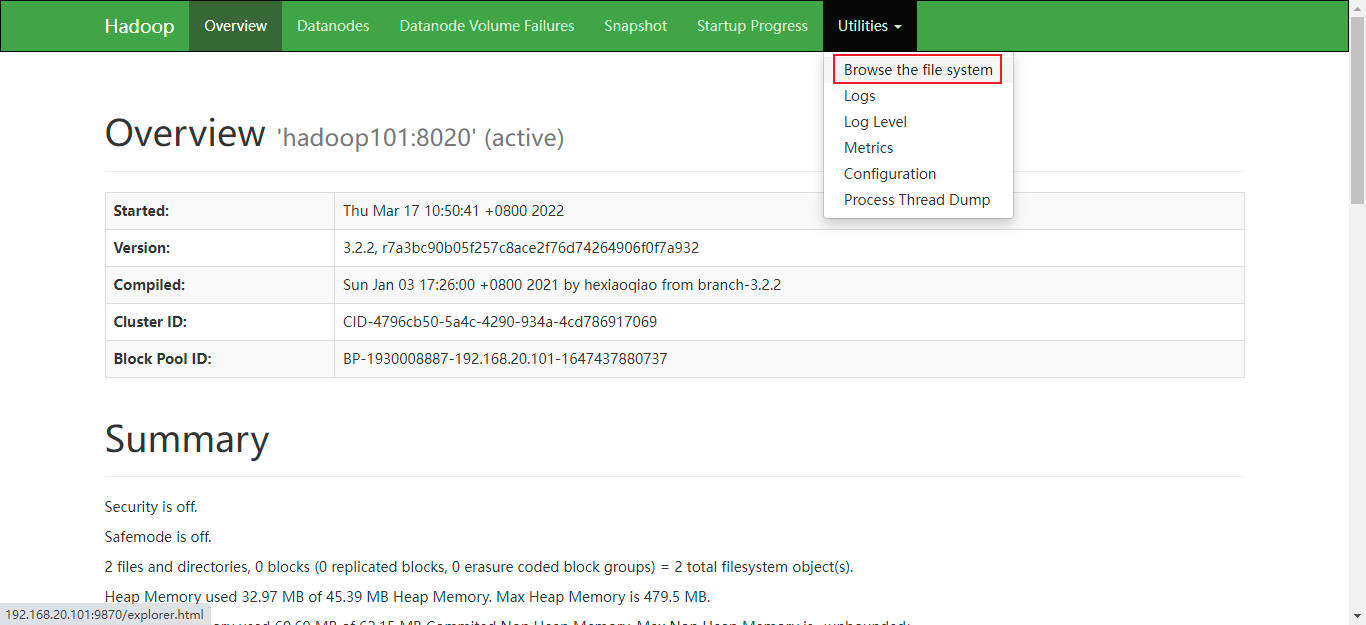 Hadoop Overview Datanodes Datanode Volume Failures Snapshot Startup Progress Utilities
Browse the file system
Logs
Log Level
Metrics
Configuration
Process Thread Dump
Overview 'hadoop101:8020' (active)
Started: Thu Mar 17 10:50:41 +0800 2022
Version: 3.2.2, r7a3bc90b05f257c8ace2f76d74264906f0f7a932
Compiled: Sun Jan 03 17:26:00 +0800 2021 by hexiaoqiao from branch-3.2.2
Cluster ID: CID-4796cb50-5a4c-4290-934a-4cd786917069
Block Pool ID: BP-1930008887-192.168.20.101-1647437880737
Summary
Security is off.
Safemode is off.
2 files and directories, 0 blocks (0 replicated blocks, 0 erasure coded block groups) = 2 total filesystem object(s).
Heap Memory used 32.97 MB of 45.39 MB Heap Memory. Max Heap Memory is 479.5 MB.
192.168.20.101:9870/explorer.html